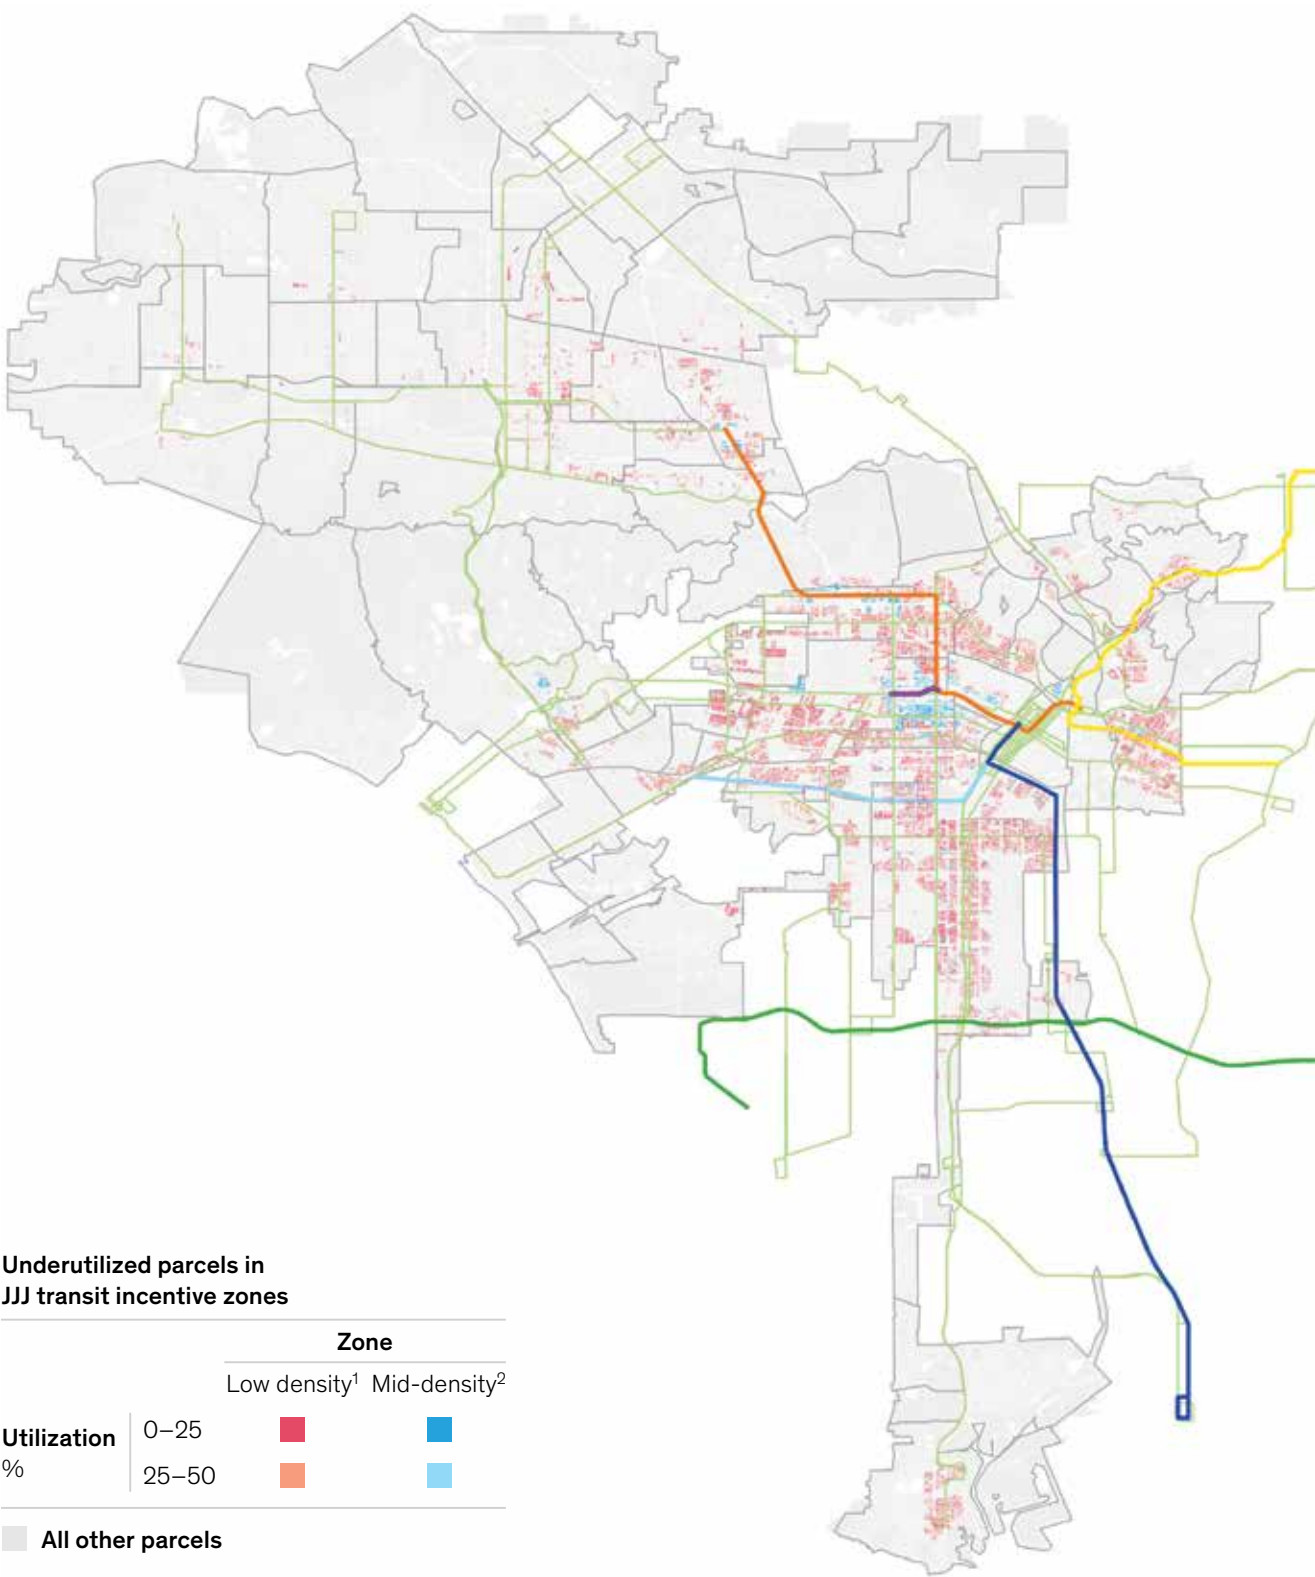 Underutilized parcels in
JJJ transit incentive zones
Zone
Low density¹ Mid-density²
Utilization
%
0–25
25–50
All other parcels